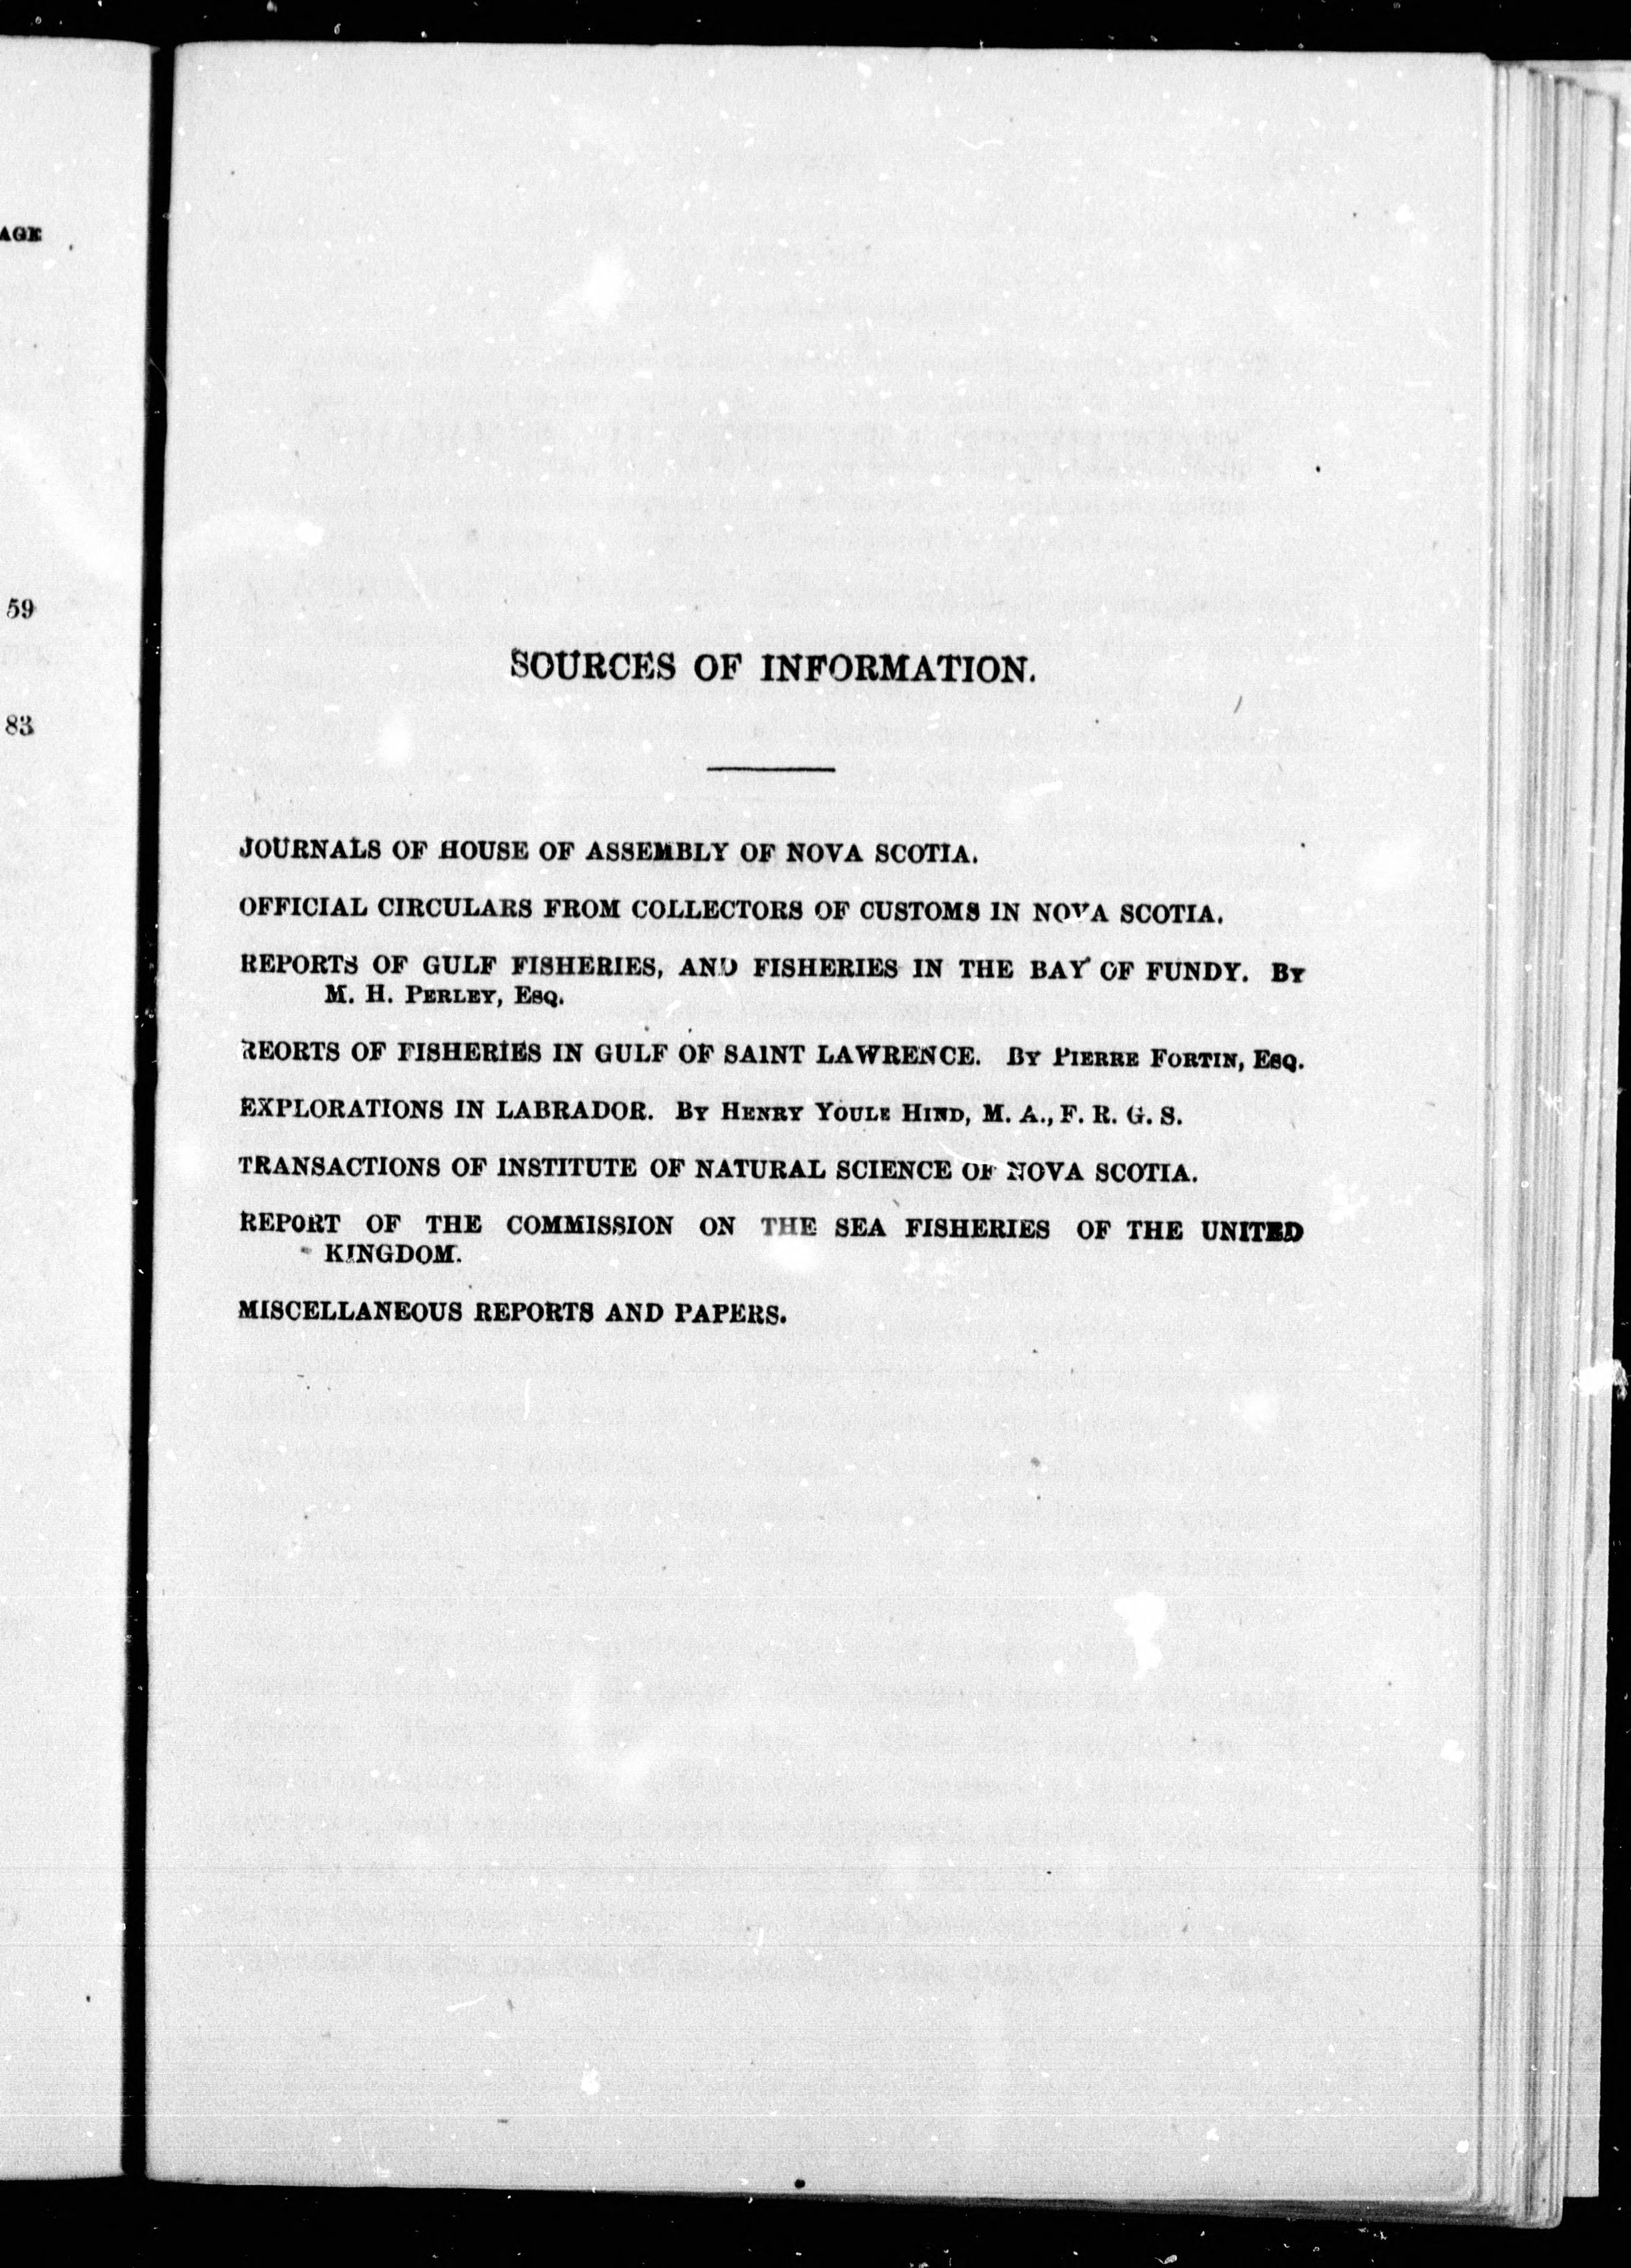 AGE
59
83
SOURCES OF INFORMATION.
JOURNALS OF HOUSE OF ASSEMBLY OF NOVA SCOTIA.
OFFICIAL CIRCULARS FROM COLLECTORS OF CUSTOMS IN NOVA SCOTIA.
REPORTS OF GULF FISHERIES, AND FISHERIES IN THE BAY OF FUNDY. BY
M. H. PERLEY, ESQ.
REORTS OF FISHERIES IN GULF OF SAINT LAWRENCE. BY PIERRE FORTIN, ESQ.
EXPLORATIONS IN LABRADOR. BY HENRY YOULE HIND, M. A., F. R. G. S.
TRANSACTIONS OF INSTITUTE OF NATURAL SCIENCE OF NOVA SCOTIA.
REPORT OF THE COMMISSION ON THE SEA FISHERIES OF THE UNITED
KINGDOM.
MISCELLANEOUS REPORTS AND PAPERS.